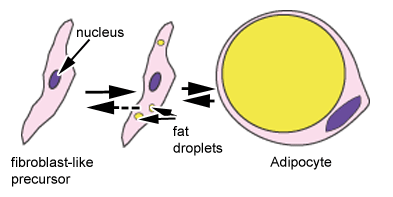 nucleus
fat
droplets
fibroblast-like
precursor
Adipocyte